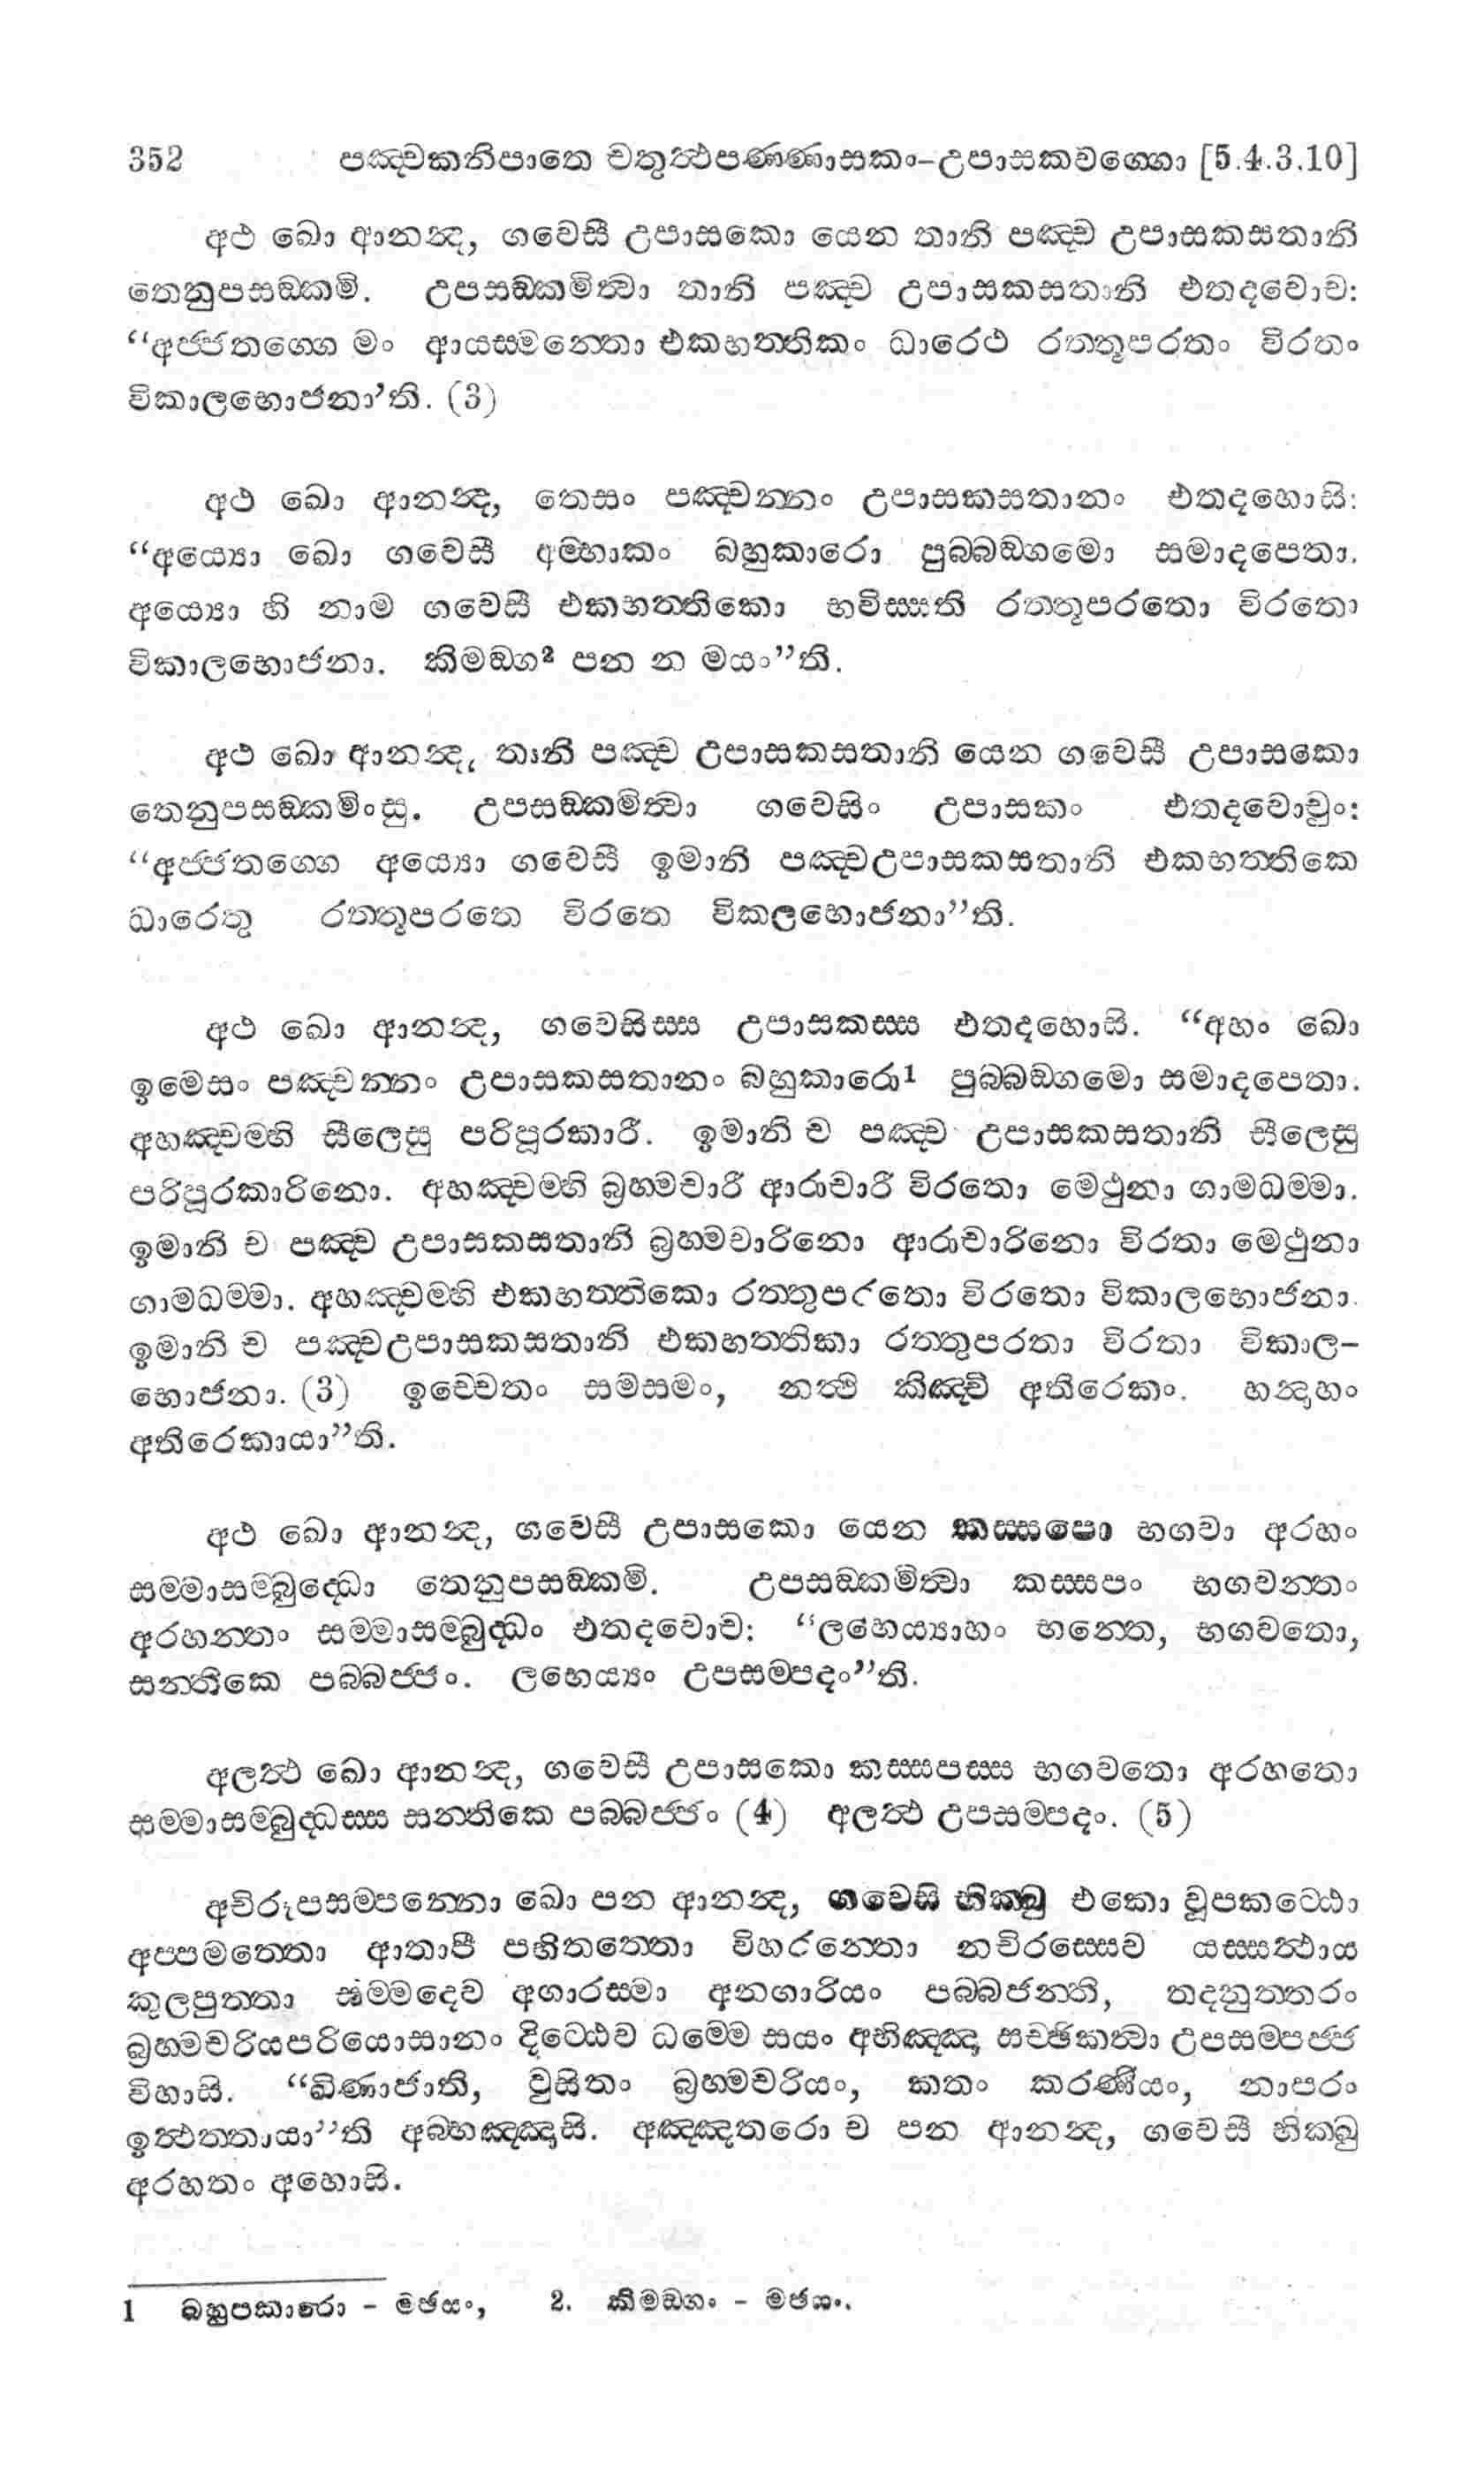 352 පඤ්චකනිපාතෙ චතුත්ථපණ්ණාසකං-උපාසකවග්ගො [5.4.3.10]
අථ ඛො ආනන්ද, ගවෙසී උපාසකො යෙන තානි පඤ්ච උපාසකසතානි
තෙනුපසඞ්කමි. උපසඞ්කමිත්වා තානි පඤ්ච උපාසකසතානි එතදවොච:
“අජ්ජතග්ගෙ මං ආයස්මන්තො එකභත්තිකං ධාරෙථ රත්තූපරතං විරතං
විකාලභොජනා’ති. (3)
අථ ඛො ආනන්ද, තෙසං පඤ්චන්නං උපාසකසතානං එතදහොසි:
“අය්යො ඛො ගවෙසී අම්හාකං බහුකාරො පුබ්බඞ්ගමො සමාදපෙතා.
අය්යො හි නාම ගවෙසී එකභත්තිකො භවිස්සති රත්තූපරතො විරතො
විකාලභොජනා. කිමඞ්ග² පන න මයං”ති.
අථ ඛො ආනන්ද, තානි පඤ්ච උපාසකසතානි යෙන ගවෙසී උපාසකො
තෙනුපසඞ්කමිංසු. උපසඞ්කමිත්වා ගවෙසිං උපාසකං එතදවොචුං:
“අජ්ජතග්ගෙ අය්යො ගවෙසී ඉමානි පඤ්චඋපාසකසතානි එකභත්තිකෙ
ධාරෙතු රත්තූපරතෙ විරතෙ විකලභොජනා”ති.
අථ ඛො ආනන්ද, ගවෙසිස්ස උපාසකස්ස එතදහොසි. “අහං ඛො
ඉමෙසං පඤ්චන්නං උපාසකසතානං බහුකාරො¹ පුබ්බඞ්ගමො සමාදපෙතා.
අහඤ්චම්හි සීලෙසු පරිපූරකාරී. ඉමානි ච පඤ්ච උපාසකසතානි සීලෙසු
පරිපූරකාරිනො. අහඤ්චම්හි බ්‍රහ්මචාරී ආරාචාරී විරතො මෙථුනා ගාමධම්මා.
ඉමානි ච පඤ්ච උපාසකසතානි බ්‍රහ්මචාරිනො ආරාචාරිනො විරතා මෙථුනා
ගාමධම්මා. අහඤ්චම්හි එකභත්තිකො රත්තුපරතො විරතො විකාලභොජනා.
ඉමානි ච පඤ්චඋපාසකසතානි එකභත්තිකා රත්තුපරතා විරතා විකාල-
භොජනා. (3) ඉච්චෙතං සමසමං, නත්ථි කිඤ්චි අතිරෙකං. හන්දාහං
අතිරෙකායා”ති.
අථ ඛො ආනන්ද, ගවෙසී උපාසකො යෙන කස්සපො භගවා අරහං
සම්මාසම්බුද්ධො තෙනුපසඞ්කමි. උපසඞ්කමිත්වා කස්සපං භගවන්තං
අරහන්තං සම්මාසම්බුද්ධං එතදවොච: “ලභෙය්‍යාහං භන්තෙ, භගවතො,
සන්තිකෙ පබ්බජ්ජං. ලභෙය්‍යං උපසම්පදං”ති.
අලත්ථ ඛො ආනන්ද, ගවෙසී උපාසකො කස්සපස්ස භගවතො අරහතො
සම්මාසම්බුද්ධස්ස සන්තිකෙ පබ්බජ්ජං (4) අලත්ථ උපසම්පදං. (5)
අචිරූපසම්පන්නො ඛො පන ආනන්ද, ගවෙසි භික්ඛු එකො වූපකට්ඨො
අප්පමත්තො ආතාපී පහිතත්තො විහරන්තො නචිරස්සෙව යස්සත්ථාය
කුලපුත්තා සම්මදෙව අගාරස්මා අනගාරියං පබ්බජන්ති, තදනුත්තරං
බ්‍රහ්මචරියපරියොසානං දිට්ඨෙව ධම්මෙ සයං අභිඤ්ඤා සච්ඡිකත්වා උපසම්පජ්ජ
විහාසි. “ඛිණාජාති, වුසිතං බ්‍රහ්මචරියං, කතං කරණීයං, නාපරං
ඉත්ථත්තායා”ති අබ්භඤ්ඤාසි. අඤ්ඤතරො ච පන ආනන්ද, ගවෙසී භික්ඛු
අරහතං අහොසි.
1 බහුපකාරො - මඡසං, 2. කිමඞ්ගං - මඡසං.